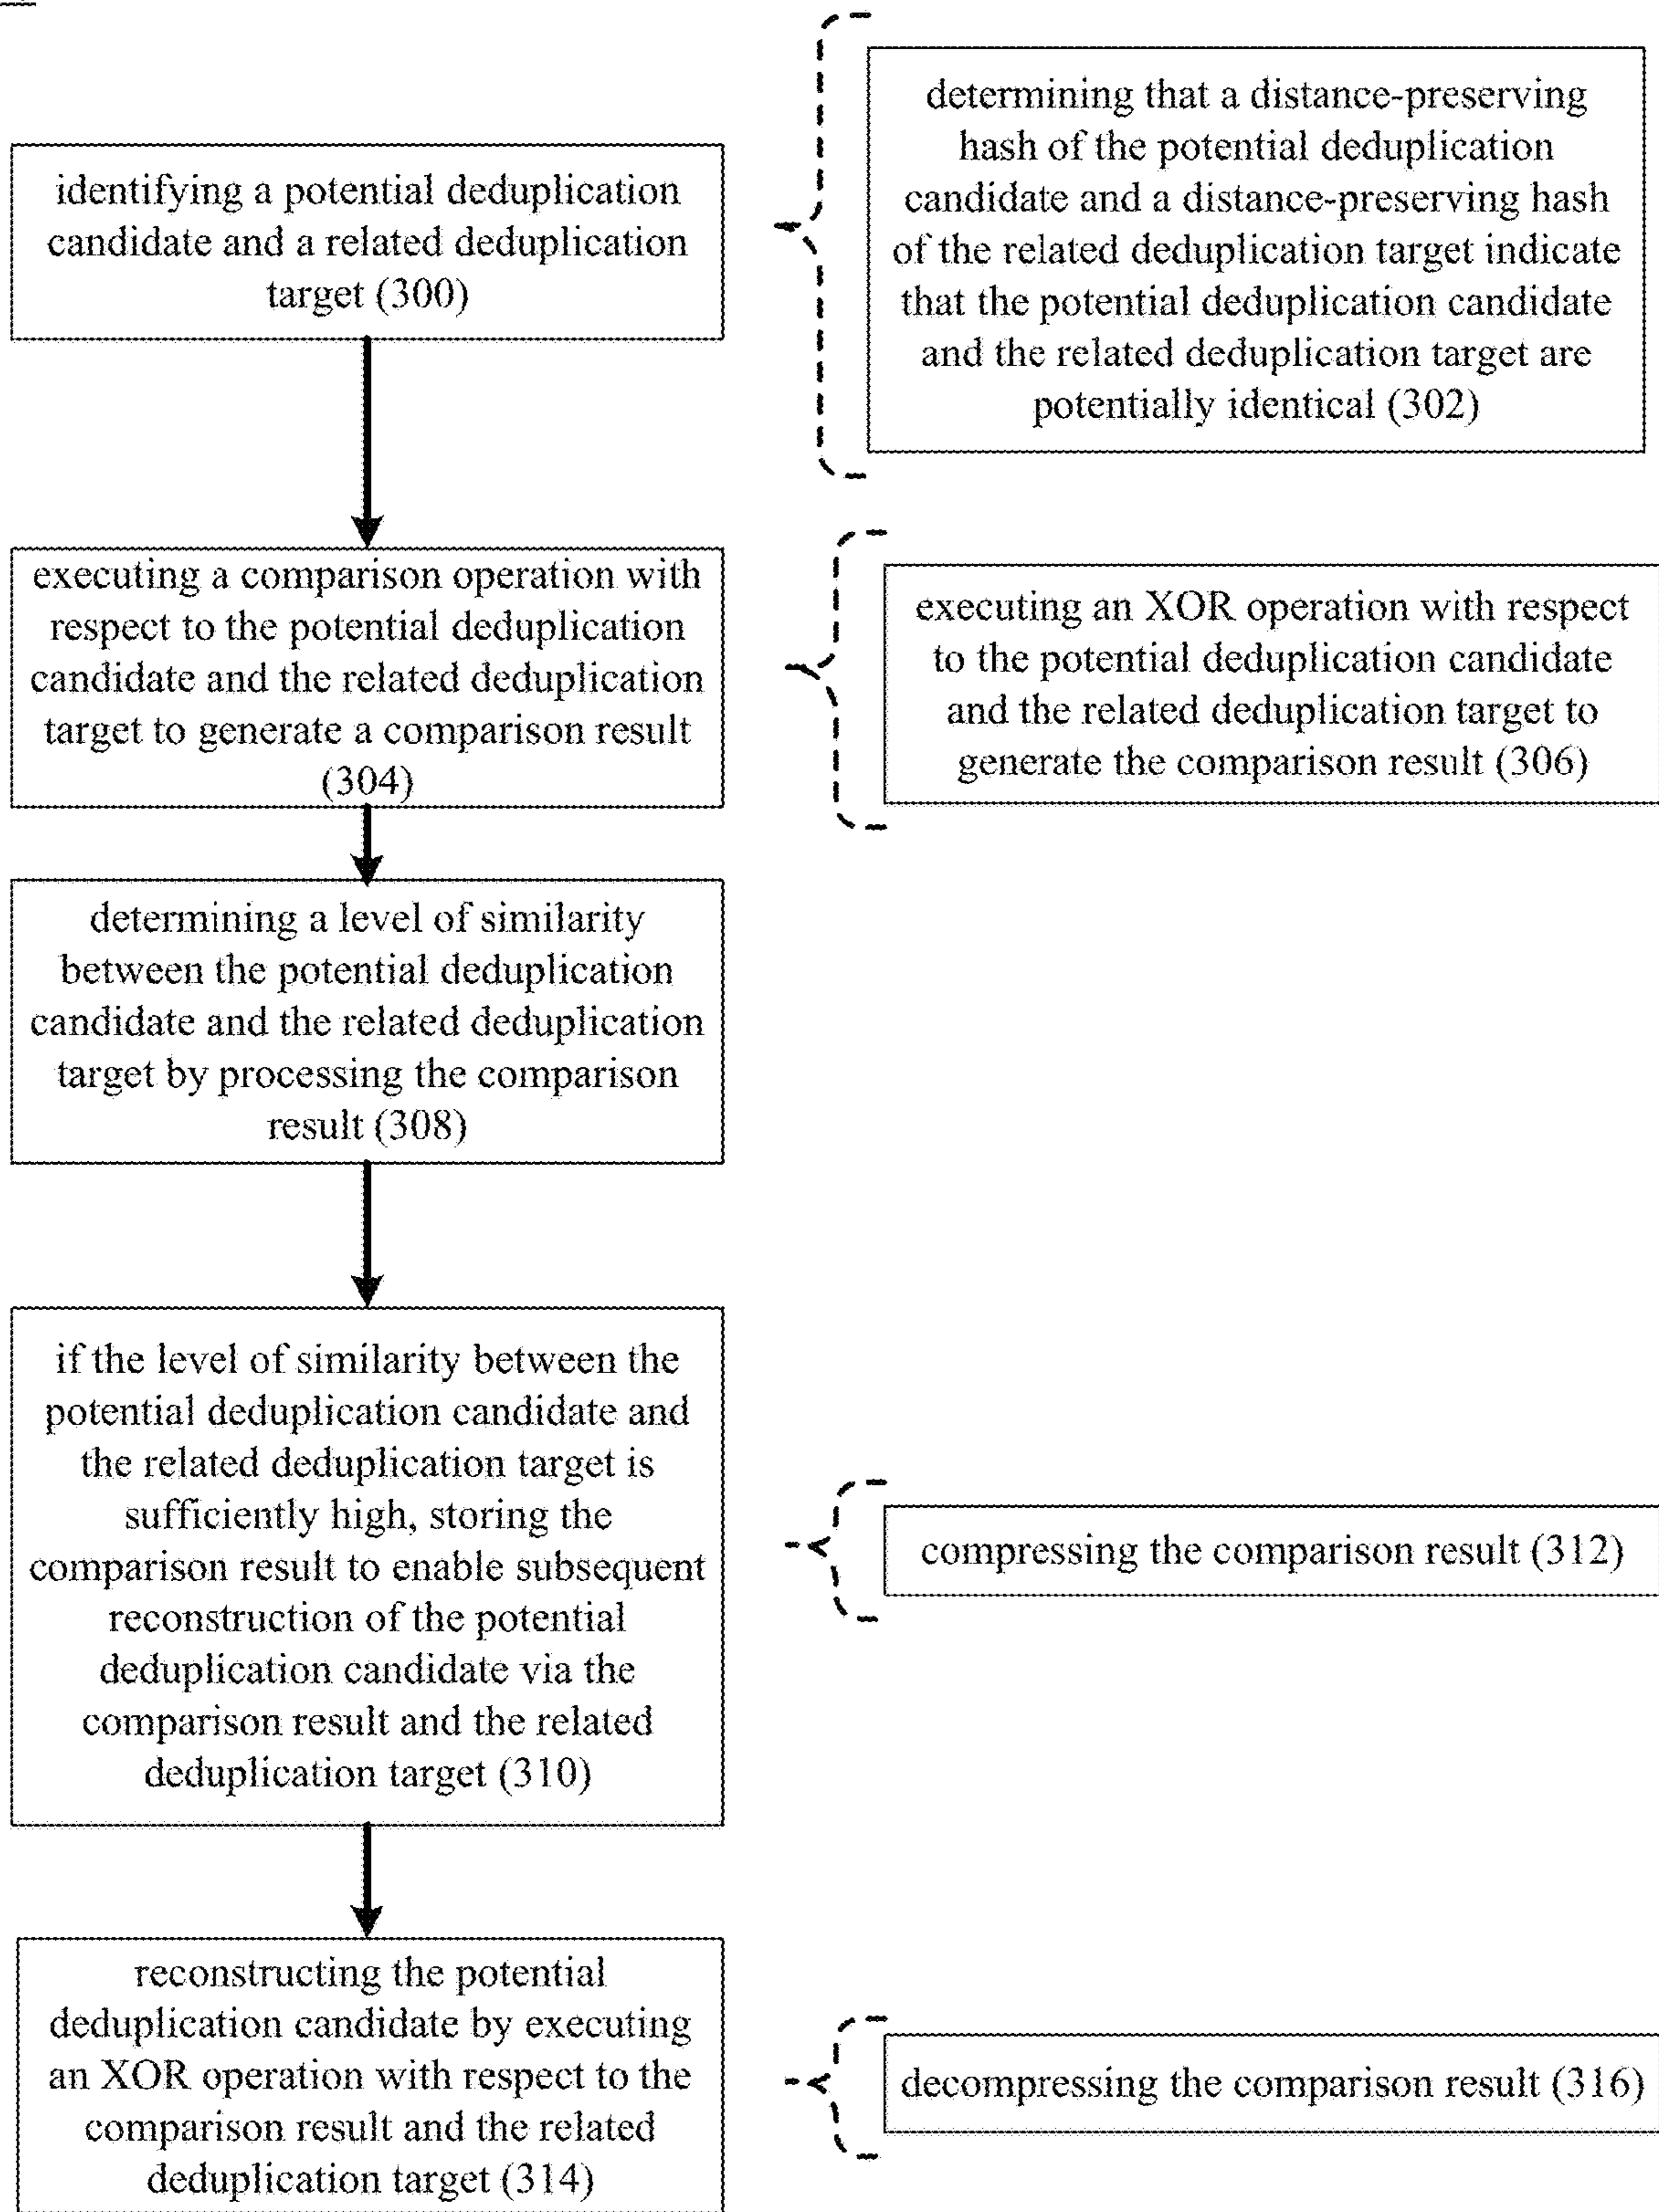 identifying a potential deduplication
candidate and a related deduplication
target (300)
determining that a distance-preserving
hash of the potential deduplication
candidate and a distance-preserving hash
of the related deduplication target indicate
that the potential deduplication candidate
and the related deduplication target are
potentially identical (302)
executing a comparison operation with
respect to the potential deduplication
candidate and the related deduplication
target to generate a comparison result
(304)
executing an XOR operation with respect
to the potential deduplication candidate
and the related deduplication target to
generate the comparison result (306)
determining a level of similarity
between the potential deduplication
candidate and the related deduplication
target by processing the comparison
result (308)
if the level of similarity between the
potential deduplication candidate and
the related deduplication target is
sufficiently high, storing the
comparison result to enable subsequent
reconstruction of the potential
deduplication candidate via the
comparison result and the related
deduplication target (310)
compressing the comparison result (312)
reconstructing the potential
deduplication candidate by executing
an XOR operation with respect to the
comparison result and the related
deduplication target (314)
decompressing the comparison result (316)